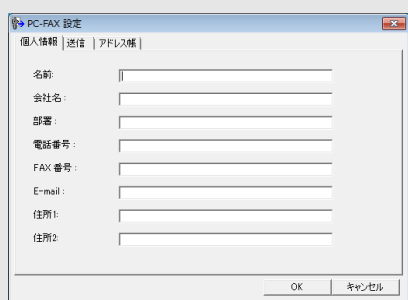 PC-FAX 設定
個人情報 送信 アドレス帳
名前:
会社名:
部署:
電話番号:
FAX 番号:
E-mail:
住所1:
住所2:
OK キャンセル